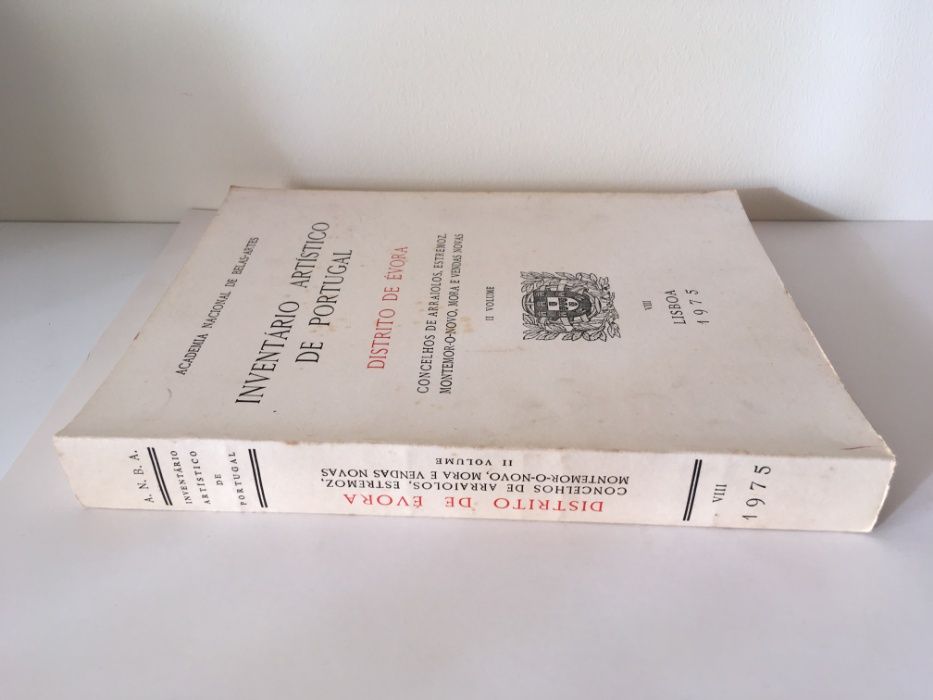 ACADEMIA NACIONAL DE BELAS-ARTES
INVENTÁRIO ARTÍSTICO
DE PORTUGAL
DISTRITO DE ÉVORA
CONCELHOS DE ARRAIOLOS, ESTREMOZ,
MONTEMOR-O-NOVO, MORA E VENDAS NOVAS
II VOLUME
VIII
LISBOA
1975
A. N. B. A.
INVENTÁRIO
ARTISTICO
DE
PORTUGAL
DISTRITO DE ÉVORA
CONCELHOS DE ARRAIOLOS, ESTREMOZ,
MONTEMOR-O-NOVO, MORA E VENDAS NOVAS
II VOLUME
VIII
1975